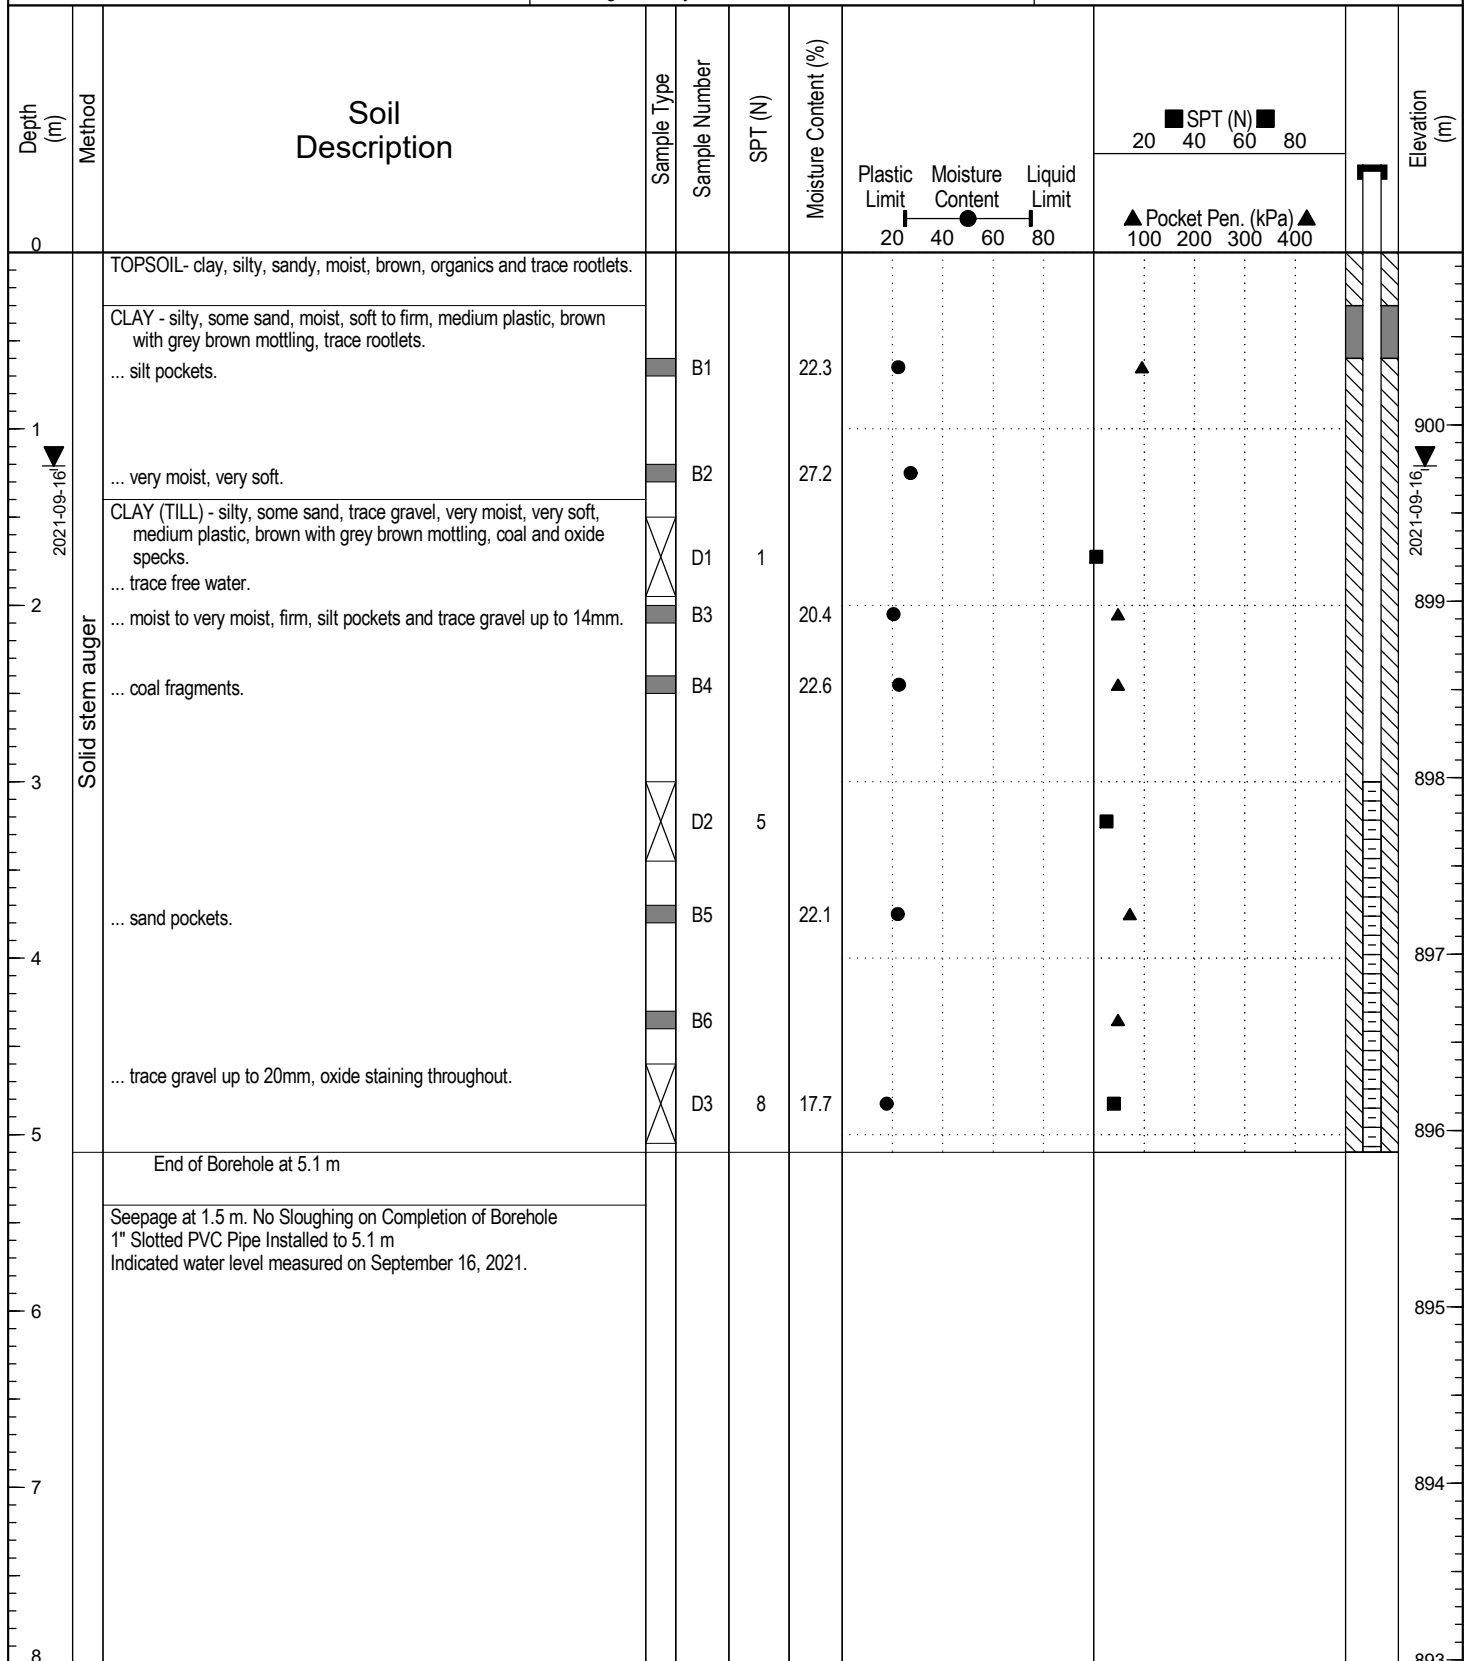 Depth
(m)
Method
Soil
Description
Sample Type
Sample Number
SPT (N)
Moisture Content (%)
Plastic
Limit
Moisture
Content
Liquid
Limit
20 40 60 80
SPT (N)
20 40 60 80
Pocket Pen. (kPa)
100 200 300 400
Elevation
(m)
0
TOPSOIL- clay, silty, sandy, moist, brown, organics and trace rootlets.
CLAY - silty, some sand, moist, soft to firm, medium plastic, brown
with grey brown mottling, trace rootlets.
... silt pockets. B1 22.3
1 900
... very moist, very soft. B2 27.2
2021-09-16
2021-09-16
CLAY (TILL) - silty, some sand, trace gravel, very moist, very soft,
medium plastic, brown with grey brown mottling, coal and oxide
specks.
D1 1
... trace free water.
2 899
... moist to very moist, firm, silt pockets and trace gravel up to 14mm. B3 20.4
Solid stem auger
... coal fragments. B4 22.6
3 898
D2 5
... sand pockets. B5 22.1
4 897
B6
... trace gravel up to 20mm, oxide staining throughout.
D3 8 17.7
5 896
End of Borehole at 5.1 m
Seepage at 1.5 m. No Sloughing on Completion of Borehole
1" Slotted PVC Pipe Installed to 5.1 m
Indicated water level measured on September 16, 2021.
6 895
7 894
8 893